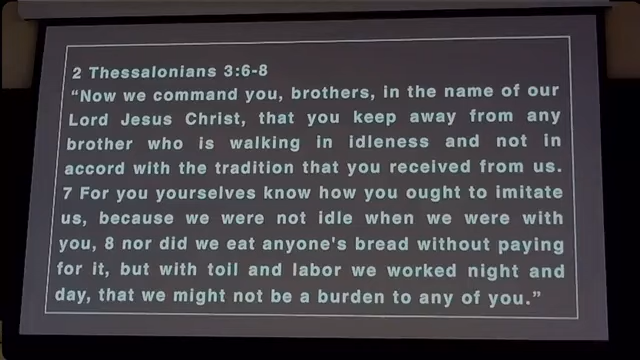 2 Thessalonians 3:6-8
“Now we command you, brothers, in the name of our
Lord Jesus Christ, that you keep away from any
brother who is walking in idleness and not in
accord with the tradition that you received from us.
7 For you yourselves know how you ought to imitate
us, because we were not idle when we were with
you, 8 nor did we eat anyone's bread without paying
for it, but with toil and labor we worked night and
day, that we might not be a burden to any of you.”